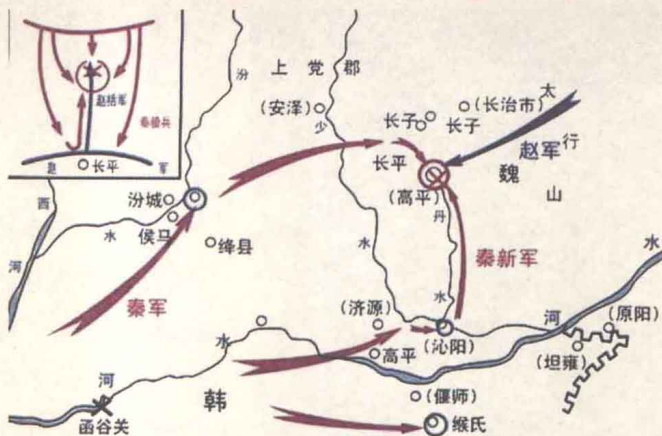 赵括军
秦锐兵
赵
长平
军
汾
上党郡
太
(安泽)
少
长子
(长治市)
长子
赵军
行
长平
魏
山
(高平)
丹
西
汾城
侯马
水
绛县
水
秦新军
水
河
秦军
(济源)
水
河
(原阳)
水
高平
(沁阳)
(坦雍)
河
韩
(偃师)
函谷关
缑氏